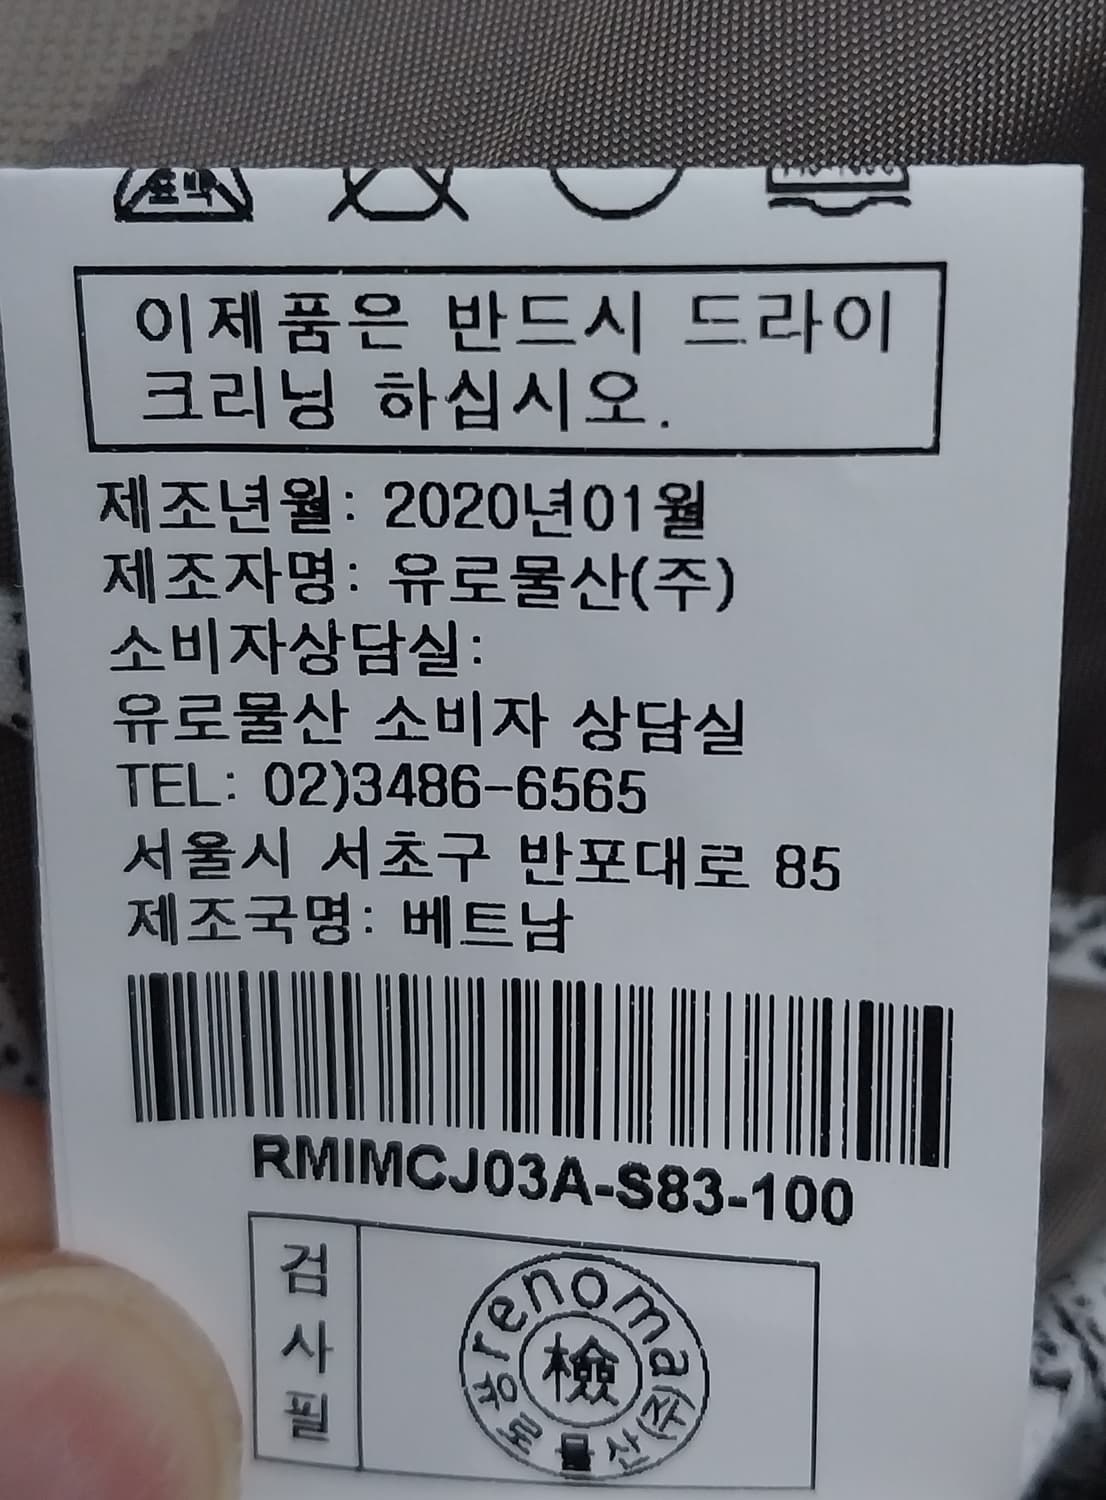 표백
이제품은 반드시 드라이
크리닝 하십시오.
제조년월: 2020년01월
제조자명: 유로물산(주)
소비자상담실:
유로물산 소비자 상담실
TEL: 02)3486-6565
서울시 서초구 반포대로 85
제조국명: 베트남
RMIMCJ03A-S83-100
검
사
필
renoma
檢
유로물산(주)